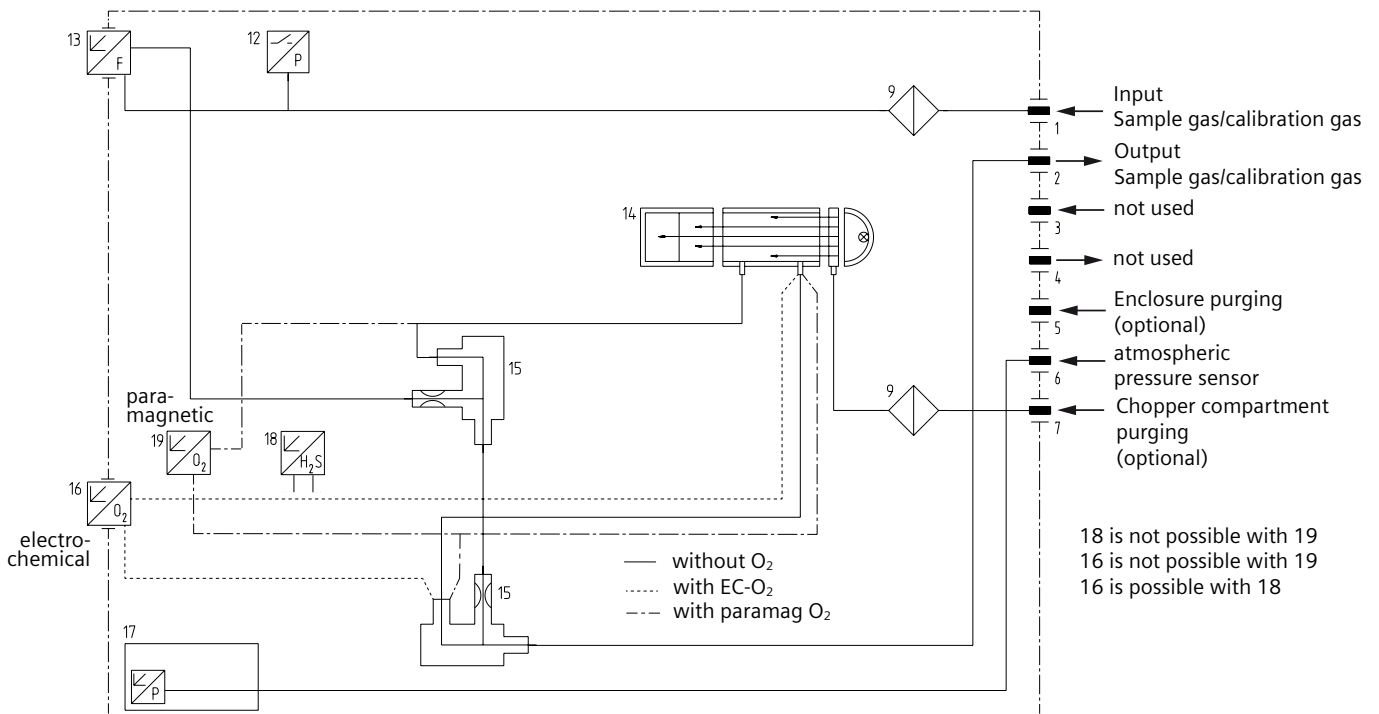 13
F
12
P
9
1
Input
Sample gas/calibration gas
2
Output
Sample gas/calibration gas
3
not used
4
not used
14
5
Enclosure purging
(optional)
6
atmospheric
pressure sensor
9
7
Chopper compartment
purging
(optional)
15
para-
magnetic
19
O₂
18
H₂S
16
O₂
electro-
chemical
15
without O₂
with EC-O₂
with paramag O₂
18 is not possible with 19
16 is not possible with 19
16 is possible with 18
17
P